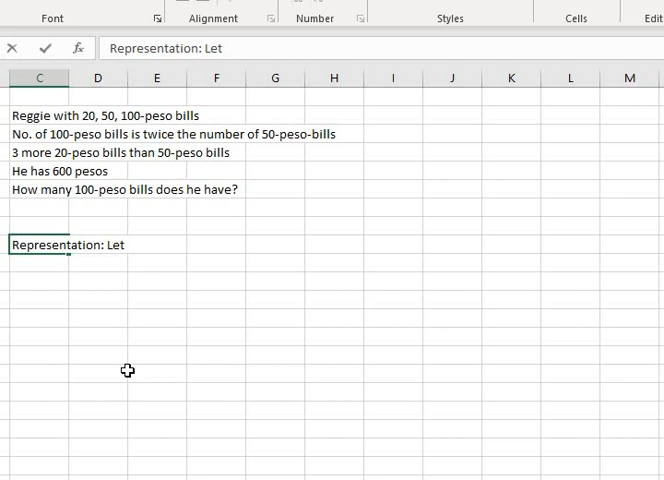 Font
Alignment
Number
Styles
Cells
Edit
fx
Representation: Let
C D E F G H I J K L M
Reggie with 20, 50, 100-peso bills
No. of 100-peso bills is twice the number of 50-peso-bills
3 more 20-peso bills than 50-peso bills
He has 600 pesos
How many 100-peso bills does he have?
Representation: Let